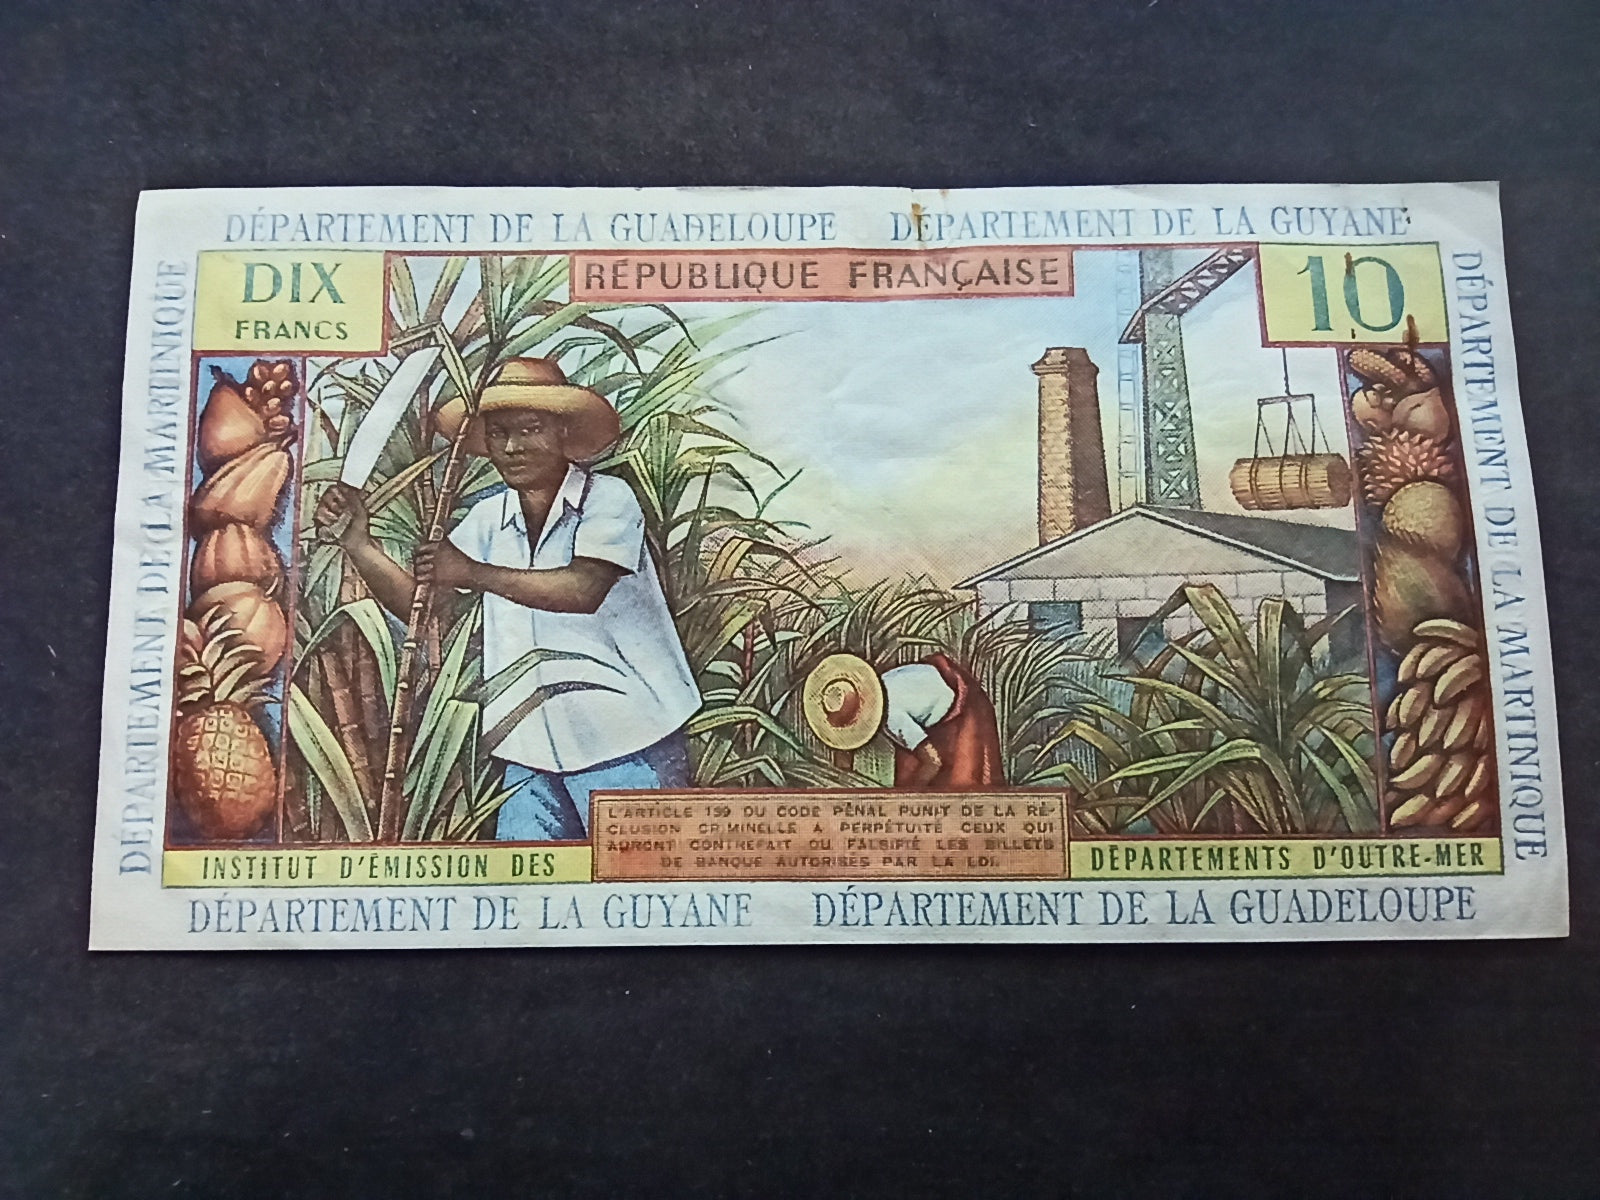 DÉPARTEMENT DE LA GUADELOUPE DÉPARTEMENT DE LA GUYANE
DÉPARTEMENT DE LA MARTINIQUE
DIX
FRANCS
RÉPUBLIQUE FRANÇAISE
10
DÉPARTEMENT DE LA MARTINIQUE
L'ARTICLE 139 DU CODE PÉNAL PUNIT DE LA RÉ-
CLUSION CRIMINELLE A PERPÉTUITÉ CEUX QUI
AURONT CONTREFAIT OU FALSIFIÉ LES BILLETS
DE BANQUE AUTORISÉS PAR LA LOI.
INSTITUT D'ÉMISSION DES
DÉPARTEMENTS D'OUTRE-MER
DÉPARTEMENT DE LA GUYANE DÉPARTEMENT DE LA GUADELOUPE